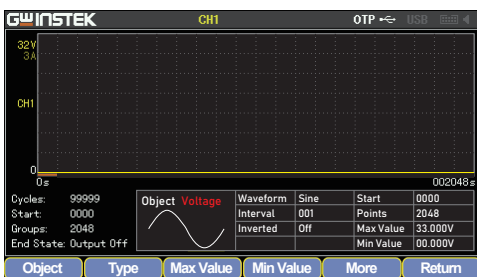 GWINSTEK CH1 OTP USB
32V
3A
CH1
0
0s 002048s
Cycles: 99999
Start: 0000
Groups: 2048
End State: Output Off
Object Voltage
Waveform Sine Start 0000
Interval 001 Points 2048
Inverted Off Max Value 33.000V
Min Value 00.000V
Object Type Max Value Min Value More Return